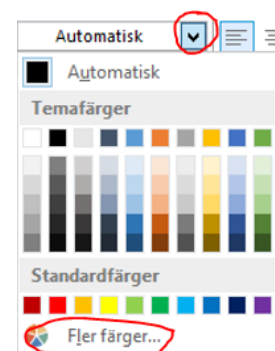 Automatisk
Automatisk
Temafärger
Standardfärger
Fler färger...